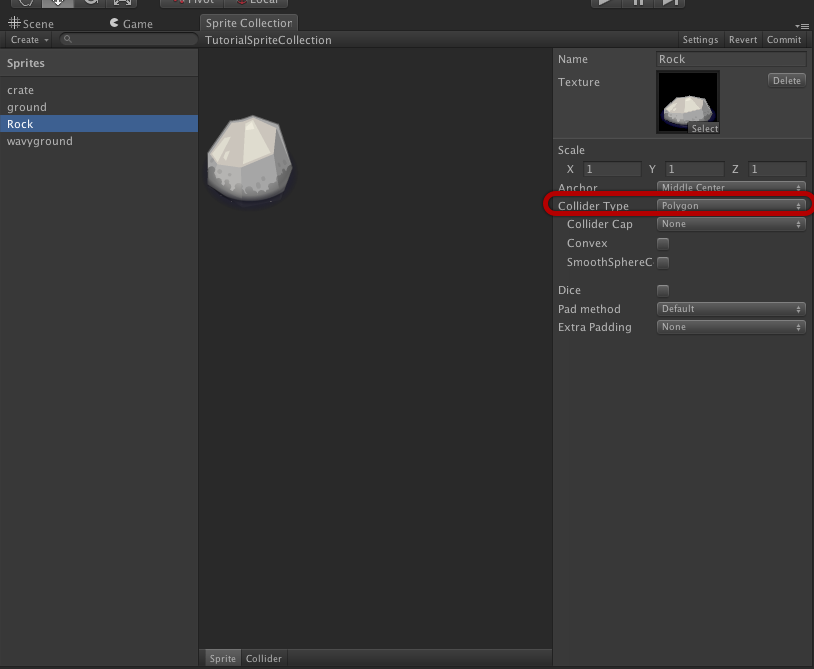 Pivot Local
Scene Game Sprite Collection
Create TutorialSpriteCollection Settings Revert Commit
Sprites
crate
ground
Rock
wavyground
Name Rock
Texture Delete
Select
Scale
X 1 Y 1 Z 1
Anchor Middle Center
Collider Type Polygon
Collider Cap None
Convex
SmoothSphereC
Dice
Pad method Default
Extra Padding None
Sprite Collider